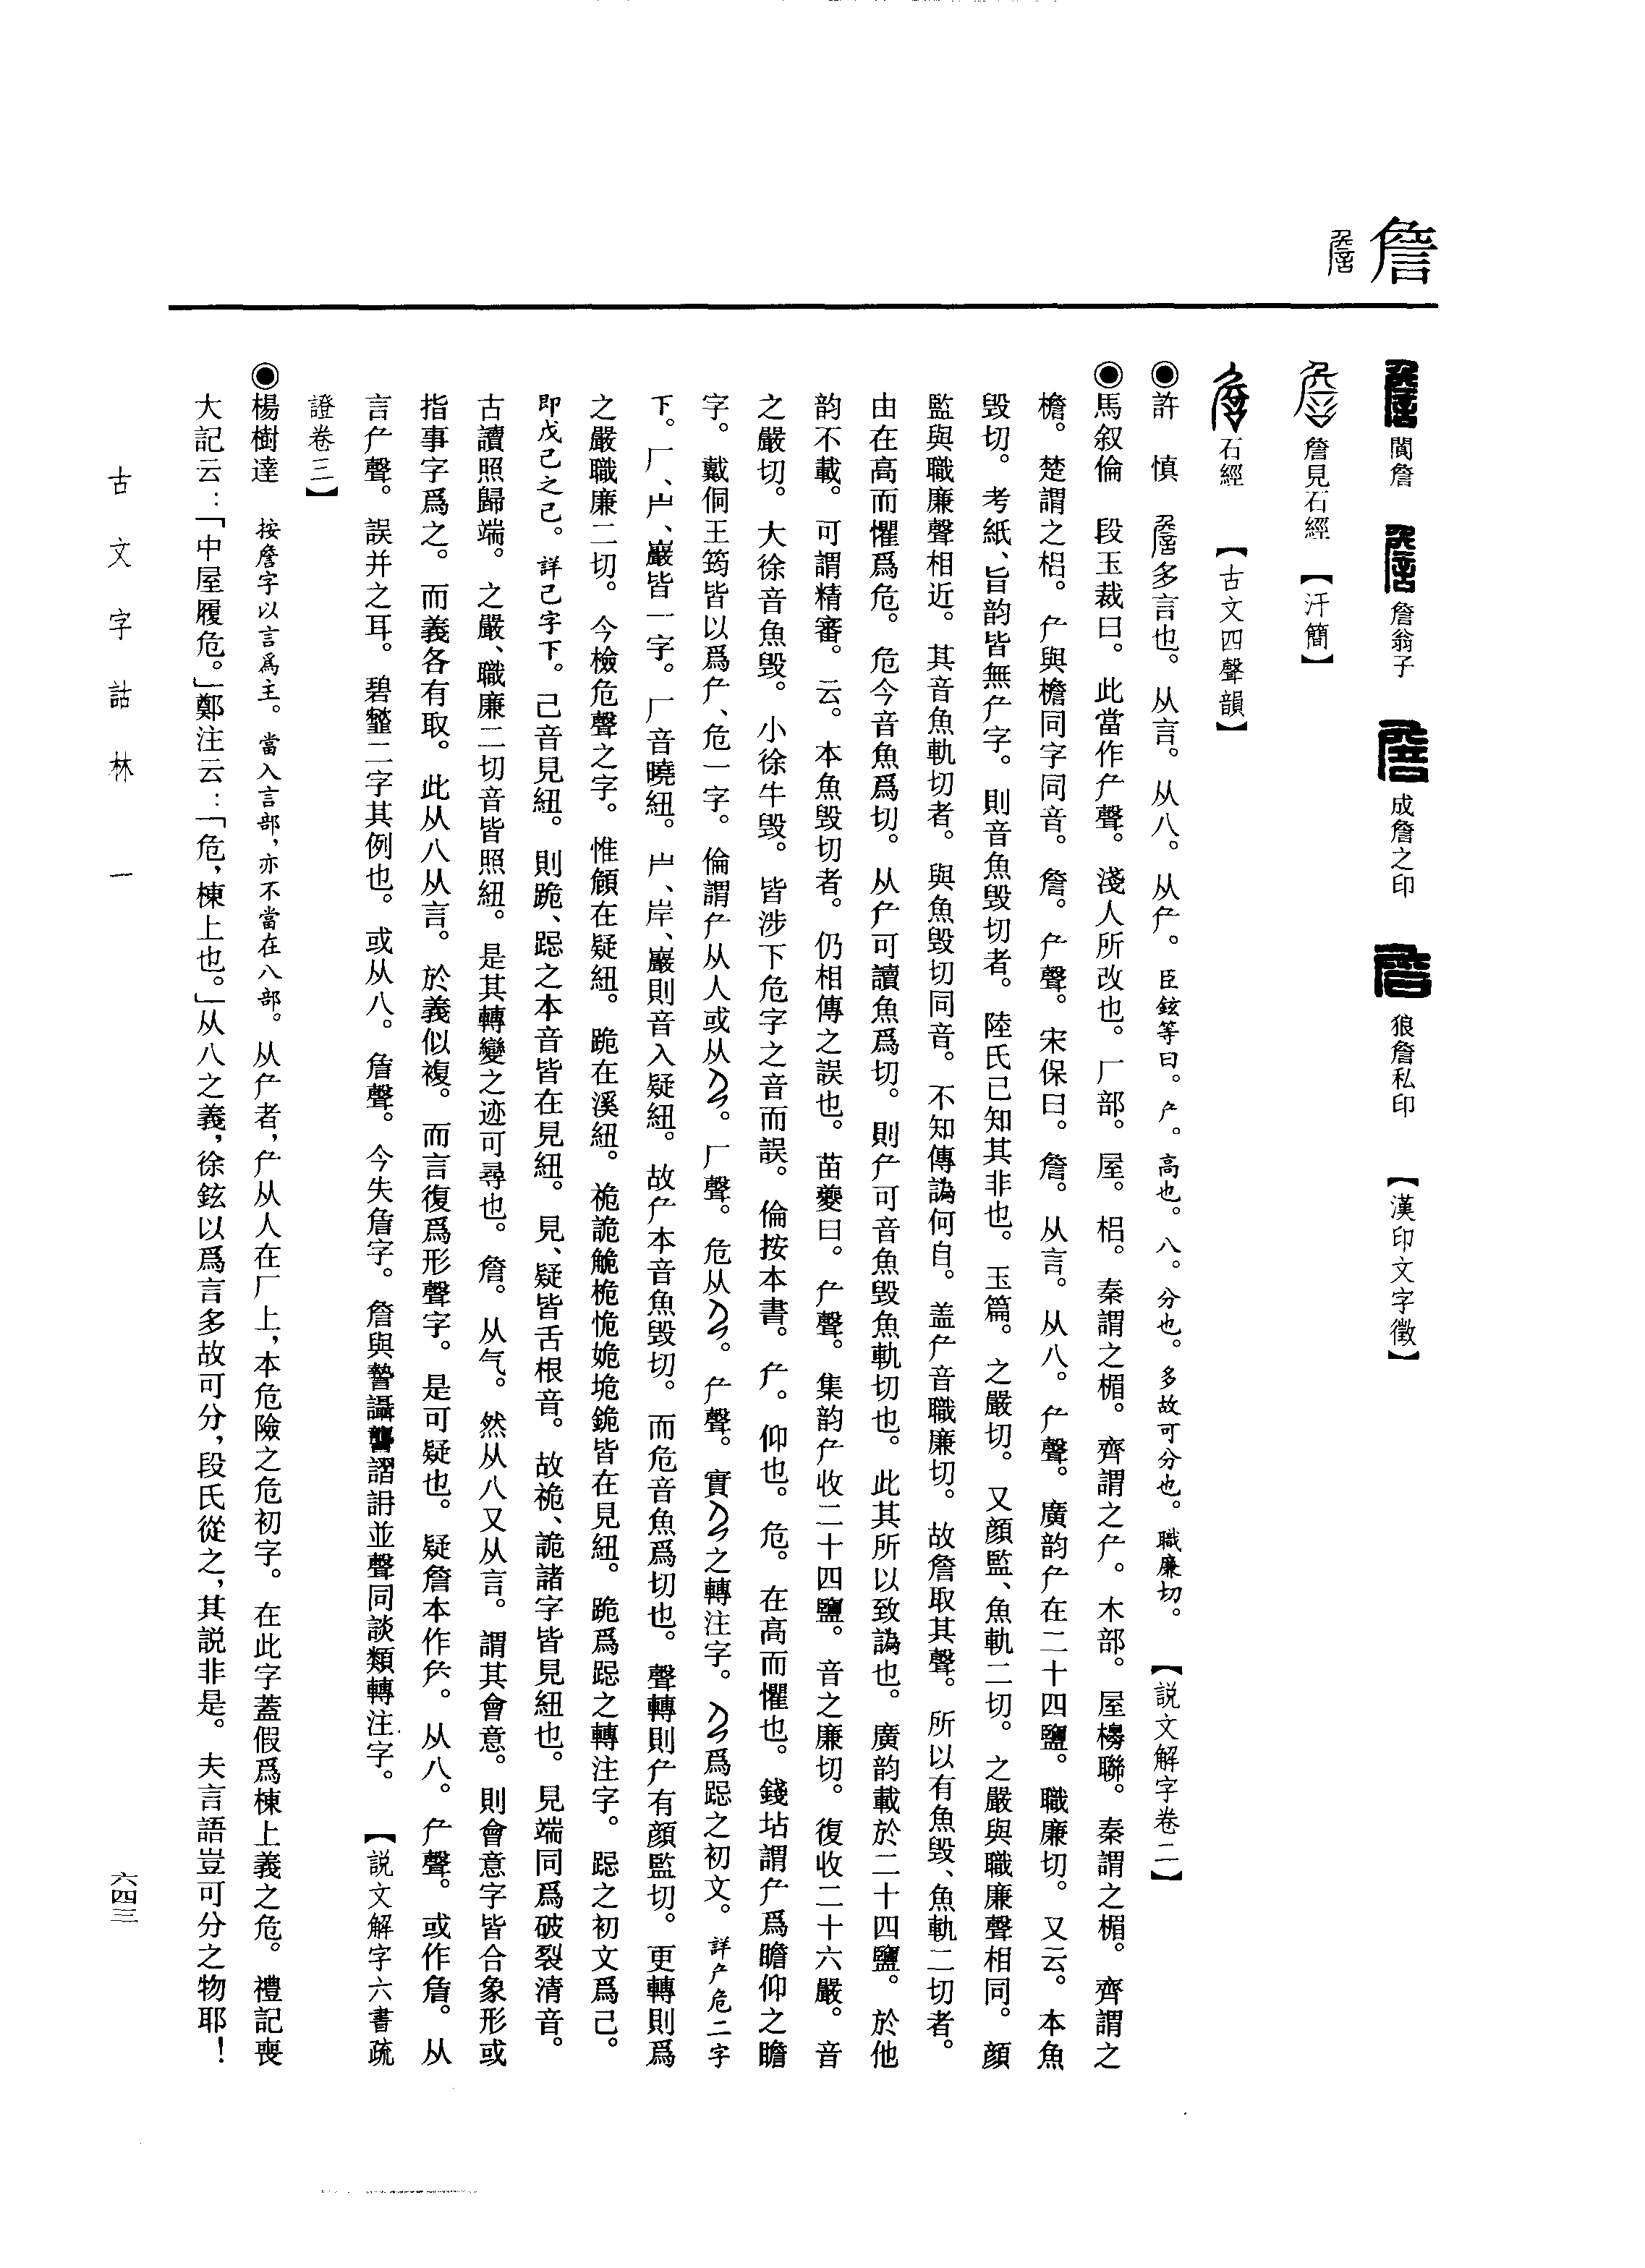 詹
閬詹 詹翁子 成詹之印 狼詹私印 【漢印文字徵】
詹見石經 【汗簡】
石經 【古文四聲韻】
◉許 慎 多言也。从言。从八。从厃。臣鉉等曰。厃。高也。八。分也。多故可分也。職廉切。 【説文解字卷二】
◉馬叙倫 段玉裁曰。此當作厃聲。淺人所改也。厂部。屋。梠。秦謂之楣。齊謂之厃。木部。屋櫋聯。秦謂之楣。齊謂之
檐。楚謂之梠。厃與檐同字同音。詹。厃聲。宋保曰。詹。从言。从八。厃聲。廣韵厃在二十四鹽。職廉切。又云。本魚
毀切。考紙、旨韵皆無厃字。則音魚毀切者。陸氏已知其非也。玉篇。之嚴切。又顔監、魚軌二切。之嚴與職廉聲相同。顔
監與職廉聲相近。其音魚軌切者。與魚毀切同音。不知傳譌何自。盖厃音職廉切。故詹取其聲。所以有魚毀、魚軌二切者。
由在高而懼爲危。危今音魚爲切。从厃可讀魚爲切。則厃可音魚毀魚軌切也。此其所以致譌也。廣韵載於二十四鹽。於他
韵不載。可謂精審。云。本魚毀切者。仍相傳之誤也。苗夔曰。厃聲。集韵厃收二十四鹽。音之廉切。復收二十六嚴。音
之嚴切。大徐音魚毀。小徐牛毀。皆涉下危字之音而誤。倫按本書。厃。仰也。危。在高而懼也。錢坫謂厃爲瞻仰之瞻
字。戴侗王筠皆以爲厃、危一字。倫謂厃从人或从。厂聲。危从。厃聲。實之轉注字。爲跽之初文。詳厃危二字
下。厂、屵、巖皆一字。厂音曉紐。屵、岸、巖則音入疑紐。故厃本音魚毀切。而危音魚爲切也。聲轉則厃有顔監切。更轉則爲
之嚴職廉二切。今檢危聲之字。惟頠在疑紐。跪在溪紐。祪詭觤桅恑姽垝鉋皆在見紐。跪爲跽之轉注字。跽之初文爲己。
即戊己之己。詳己字下。己音見紐。則跪、跽之本音皆在見紐。見、疑皆舌根音。故祪、詭諸字皆見紐也。見端同爲破裂清音。
古讀照歸端。之嚴、職廉二切音皆照紐。是其轉變之迹可尋也。詹。从气。然从八又从言。謂其會意。則會意字皆合象形或
指事字爲之。而義各有取。此从八从言。於義似複。而言復爲形聲字。是可疑也。疑詹本作。从八。厃聲。或作。从
言厃聲。誤并之耳。碧䪢二字其例也。或从八。聲。今失字。詹與讋讘謵詽並聲同談類轉注字。 【説文解字六書疏
證卷三】
◉楊樹達 按詹字以言爲主。當入言部，亦不當在八部。从厃者，厃从人在厂上，本危險之危初字。在此字蓋假爲棟上義之危。禮記喪
大記云：「中屋履危。」鄭注云：「危，棟上也。」从八之義，徐鉉以爲言多故可分，段氏從之，其説非是。夫言語豈可分之物耶！
古文字詁林 一
六四三